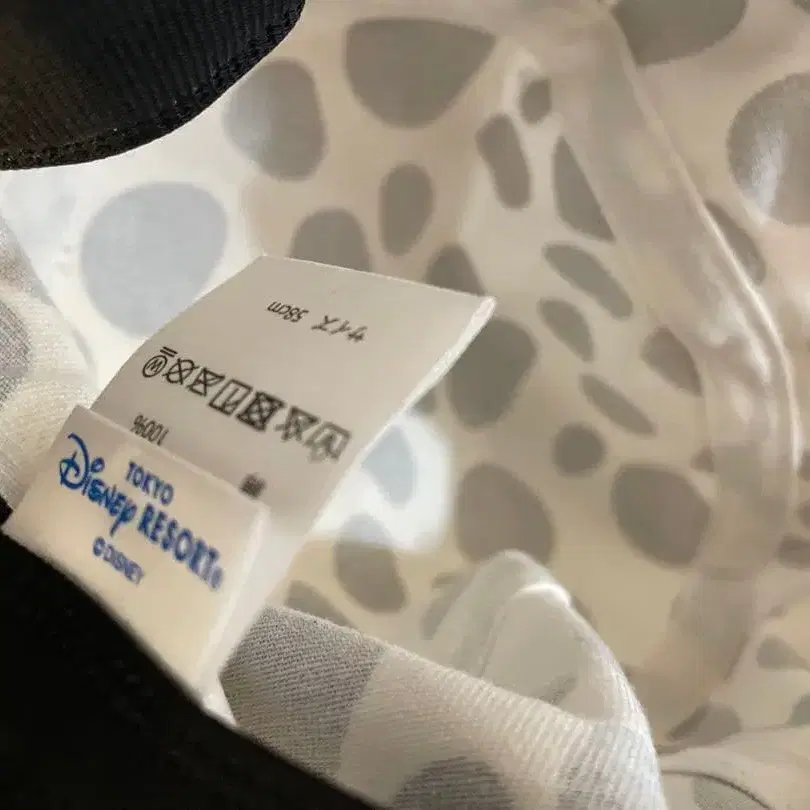 TOKYO
Disney RESORT®
©DISNEY
100%
サイズ 58cm